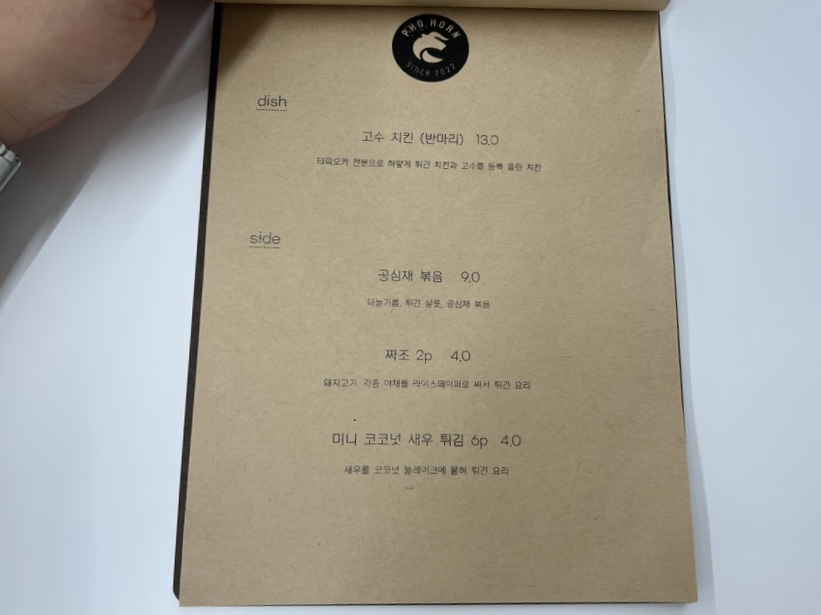 PHO, HORN
SINCE 2022
dish
고수 치킨 (반마리) 13.0
타피오카 전분으로 하얗게 튀긴 치킨과 고수를 듬뿍 올린 치킨
side
공심재 볶음 9.0
마늘기름, 튀긴 샬롯, 공심재 볶음
짜조 2p 4.0
돼지고기, 각종 야채를 라이스페이퍼로 싸서 튀긴 요리
미니 코코넛 새우 튀김 6p 4.0
새우를 코코넛 플레이크에 묻혀 튀긴 요리